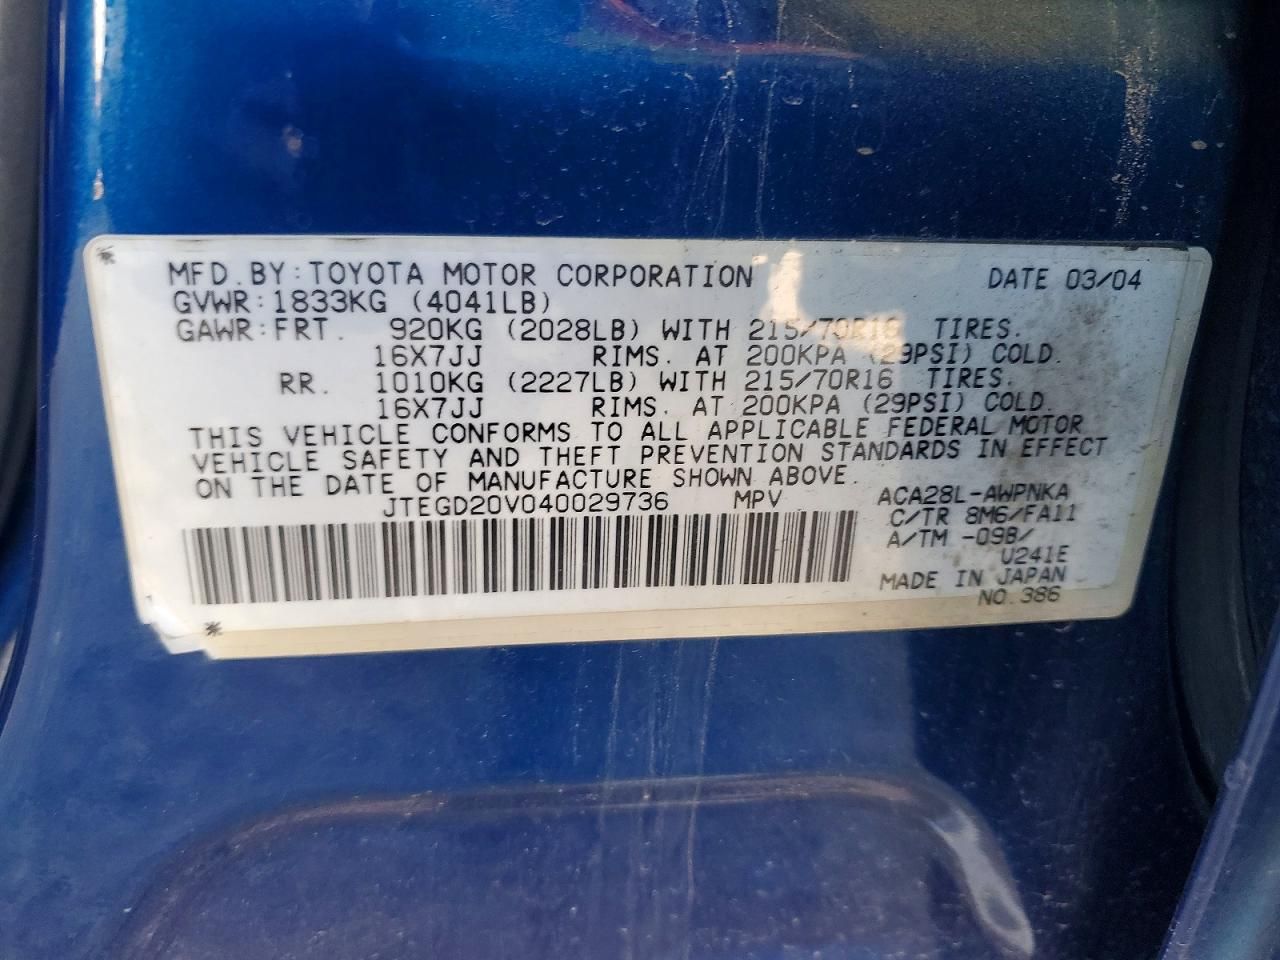 MFD. BY: TOYOTA MOTOR CORPORATION DATE 03/04
GVWR: 1833KG (4041LB)
GAWR: FRT. 920KG (2028LB) WITH 215/70R16 TIRES.
16X7JJ RIMS. AT 200KPA (29PSI) COLD.
RR. 1010KG (2227LB) WITH 215/70R16 TIRES.
16X7JJ RIMS. AT 200KPA (29PSI) COLD.
THIS VEHICLE CONFORMS TO ALL APPLICABLE FEDERAL MOTOR
VEHICLE SAFETY AND THEFT PREVENTION STANDARDS IN EFFECT
ON THE DATE OF MANUFACTURE SHOWN ABOVE.
JTEGD20V040029736 MPV ACA28L-AWPNKA
C/TR 8M6/FA11
A/TM -09B/
U241E
MADE IN JAPAN
NO. 386